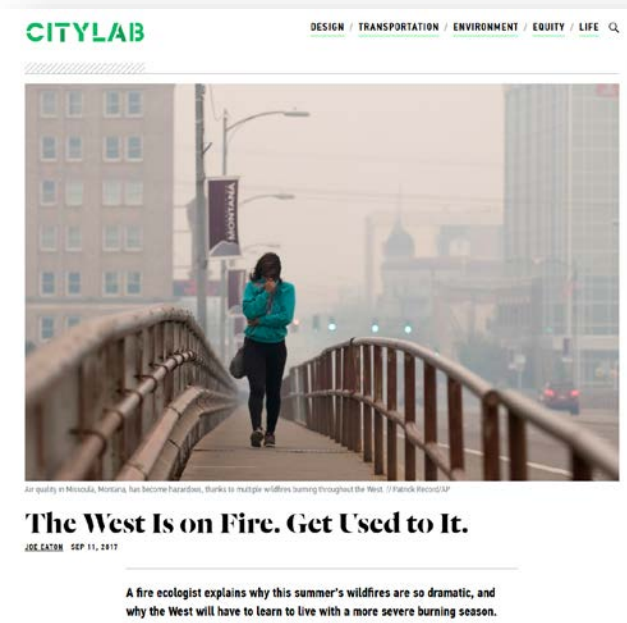 CITYLAB
DESIGN / TRANSPORTATION / ENVIRONMENT / EQUITY / LIFE
MONTANA
Air quality in Missoula, Montana, has become hazardous, thanks to multiple wildfires burning throughout the West. // Patrick Record/AP
The West Is on Fire. Get Used to It.
JOE EATON SEP 11, 2017
A fire ecologist explains why this summer's wildfires are so dramatic, and
why the West will have to learn to live with a more severe burning season.